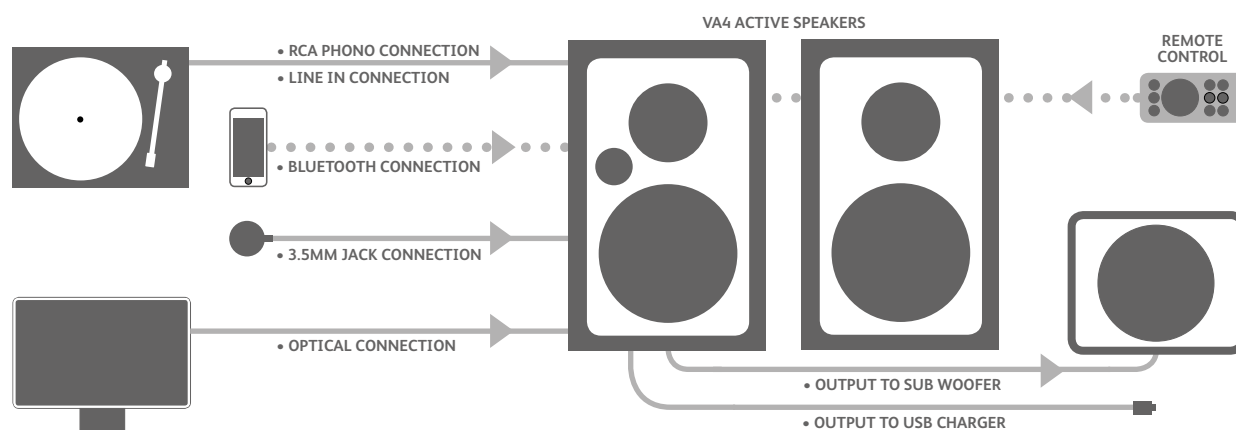 VA4 ACTIVE SPEAKERS
• RCA PHONO CONNECTION
• LINE IN CONNECTION
REMOTE
CONTROL
• BLUETOOTH CONNECTION
• 3.5MM JACK CONNECTION
• OPTICAL CONNECTION
• OUTPUT TO SUB WOOFER
• OUTPUT TO USB CHARGER